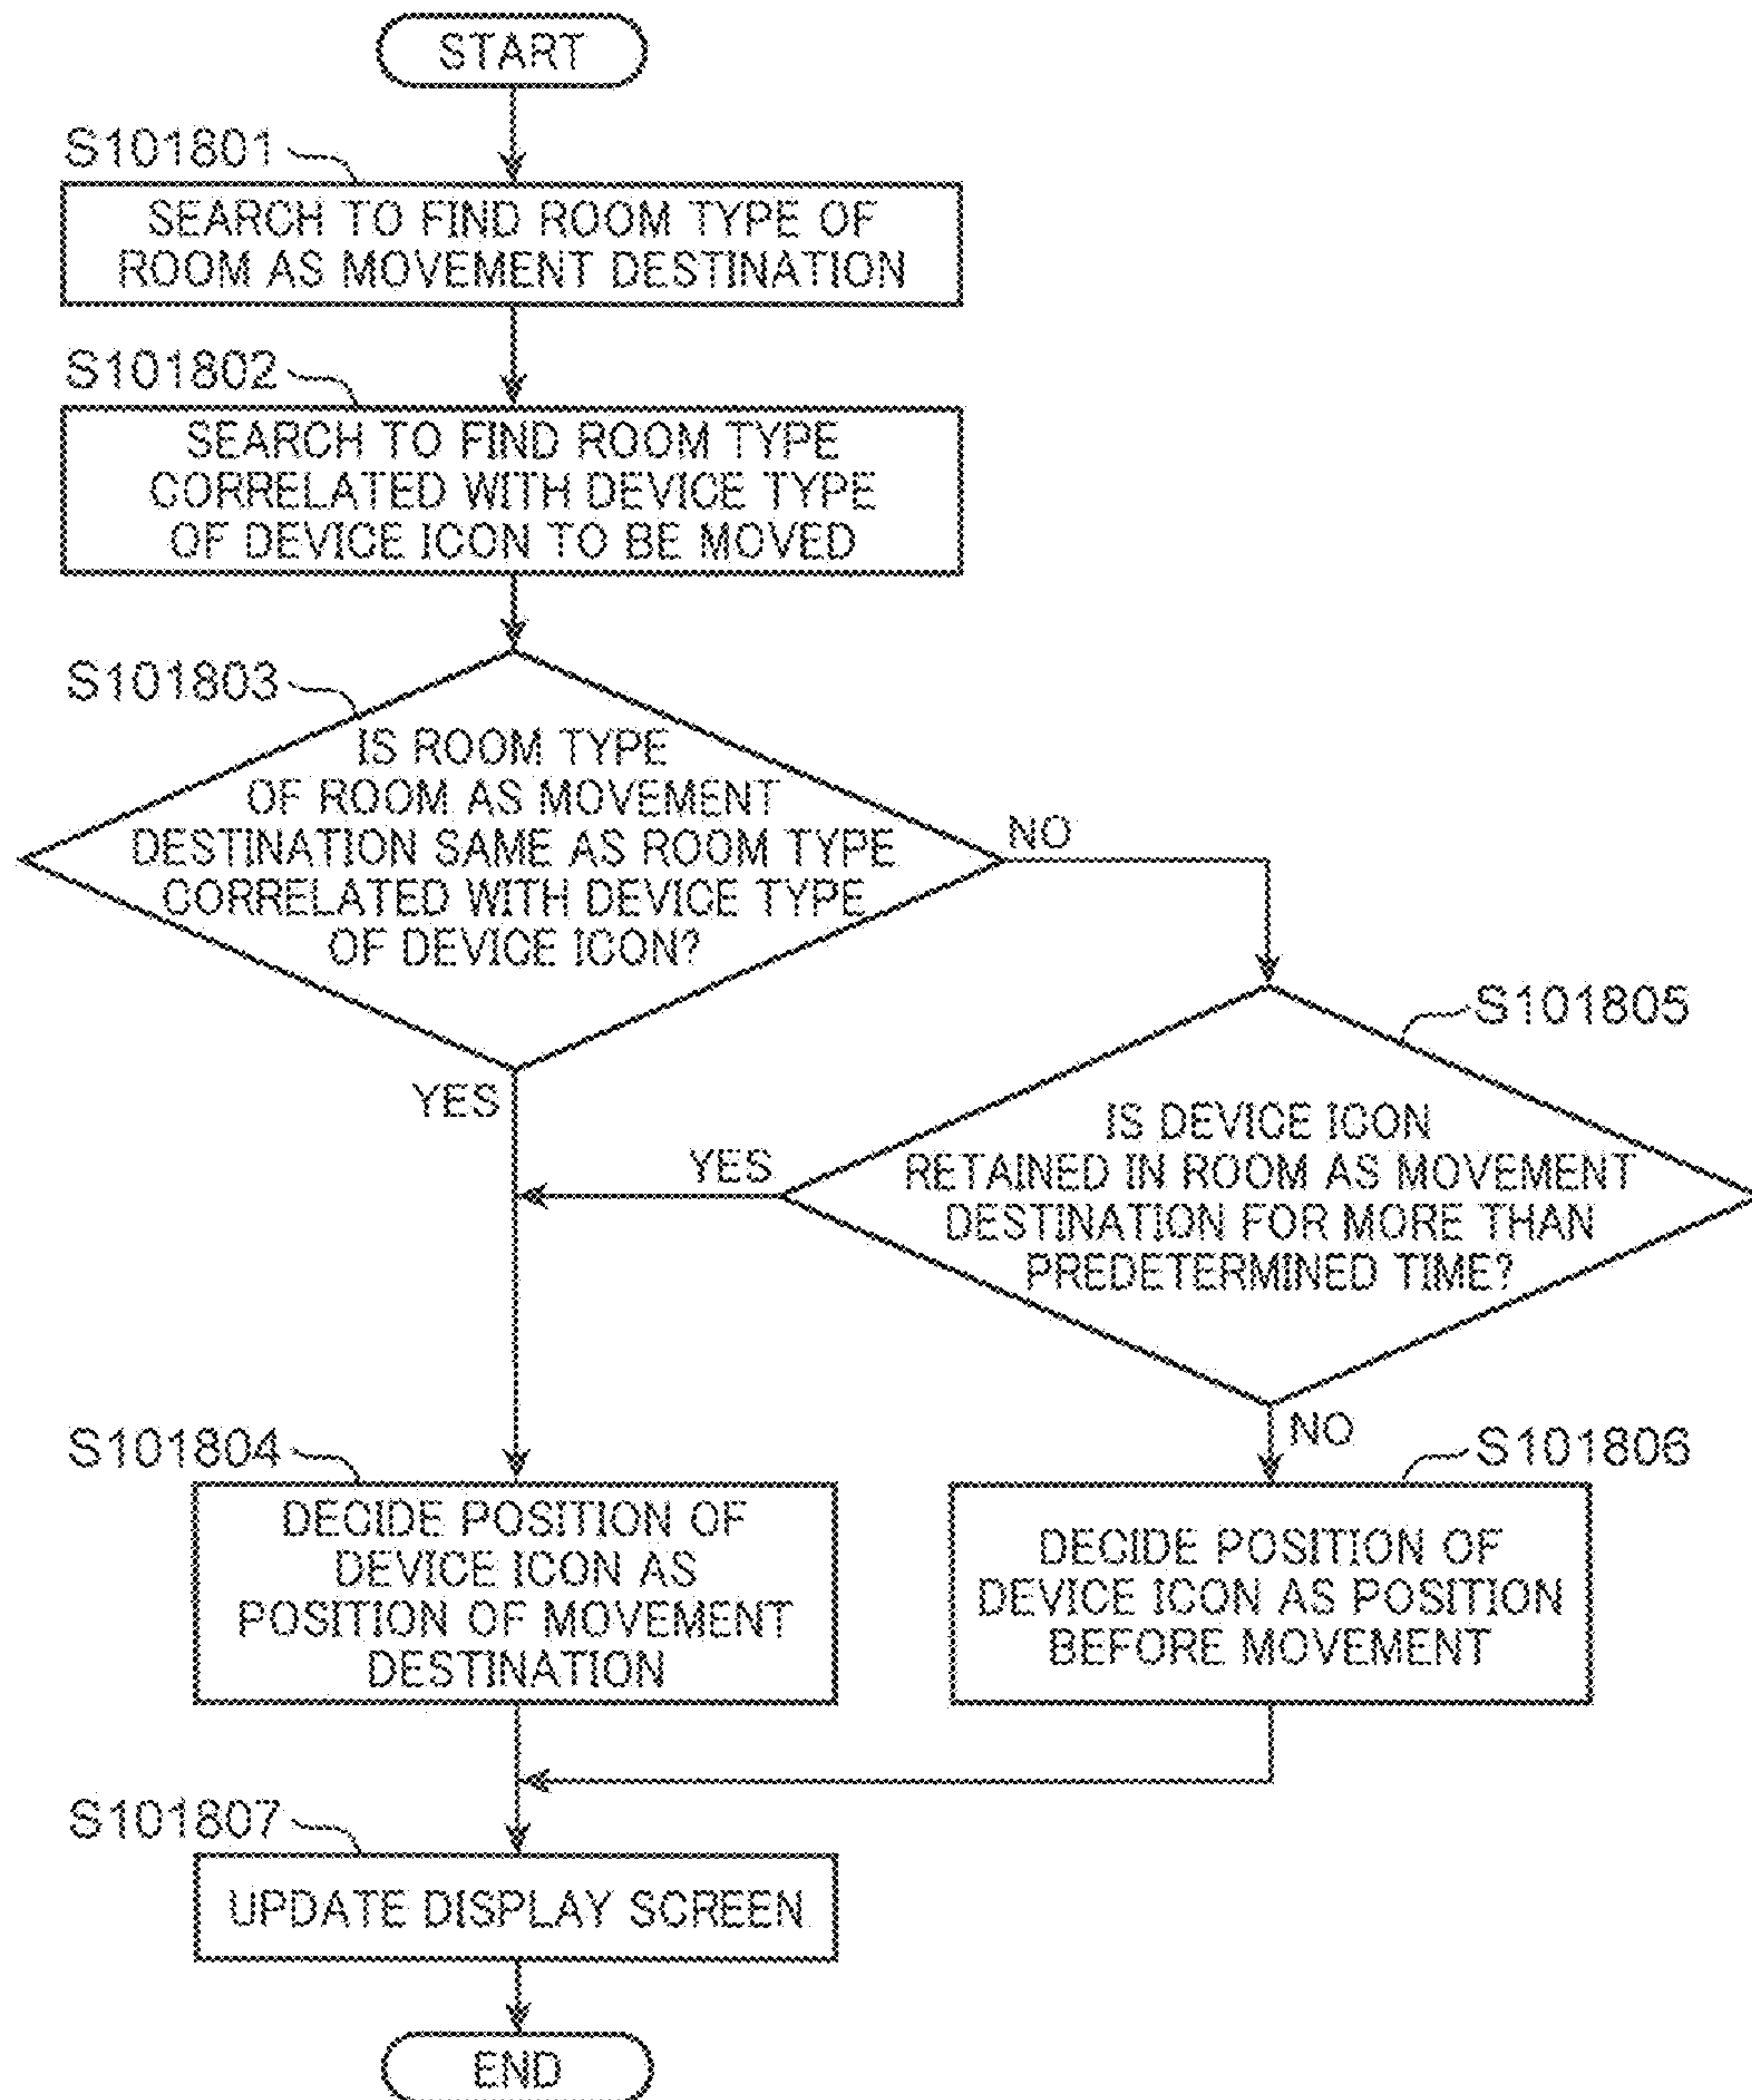 START
S101801
SEARCH TO FIND ROOM TYPE OF
ROOM AS MOVEMENT DESTINATION
S101802
SEARCH TO FIND ROOM TYPE
CORRELATED WITH DEVICE TYPE
OF DEVICE ICON TO BE MOVED
S101803
IS ROOM TYPE
OF ROOM AS MOVEMENT
DESTINATION SAME AS ROOM TYPE
CORRELATED WITH DEVICE TYPE
OF DEVICE ICON?
NO
YES
S101805
IS DEVICE ICON
RETAINED IN ROOM AS MOVEMENT
DESTINATION FOR MORE THAN
PREDETERMINED TIME?
YES
NO
S101804
DECIDE POSITION OF
DEVICE ICON AS
POSITION OF MOVEMENT
DESTINATION
S101806
DECIDE POSITION OF
DEVICE ICON AS POSITION
BEFORE MOVEMENT
S101807
UPDATE DISPLAY SCREEN
END